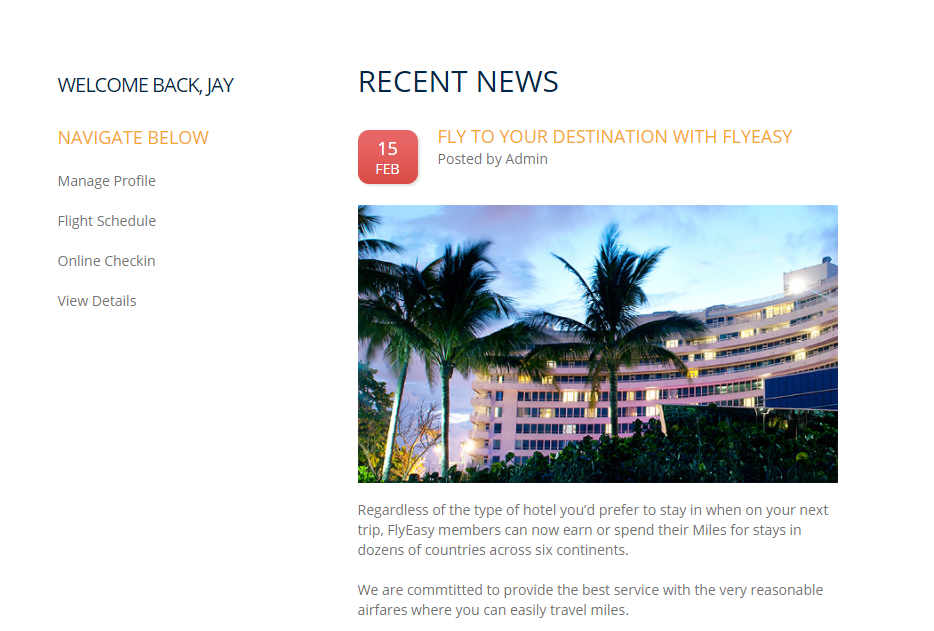 WELCOME BACK, JAY
NAVIGATE BELOW
Manage Profile
Flight Schedule
Online Checkin
View Details
RECENT NEWS
15
FEB
FLY TO YOUR DESTINATION WITH FLYEASY
Posted by Admin
Regardless of the type of hotel you’d prefer to stay in when on your next
trip, FlyEasy members can now earn or spend their Miles for stays in
dozens of countries across six continents.
We are commtitted to provide the best service with the very reasonable
airfares where you can easily travel miles.